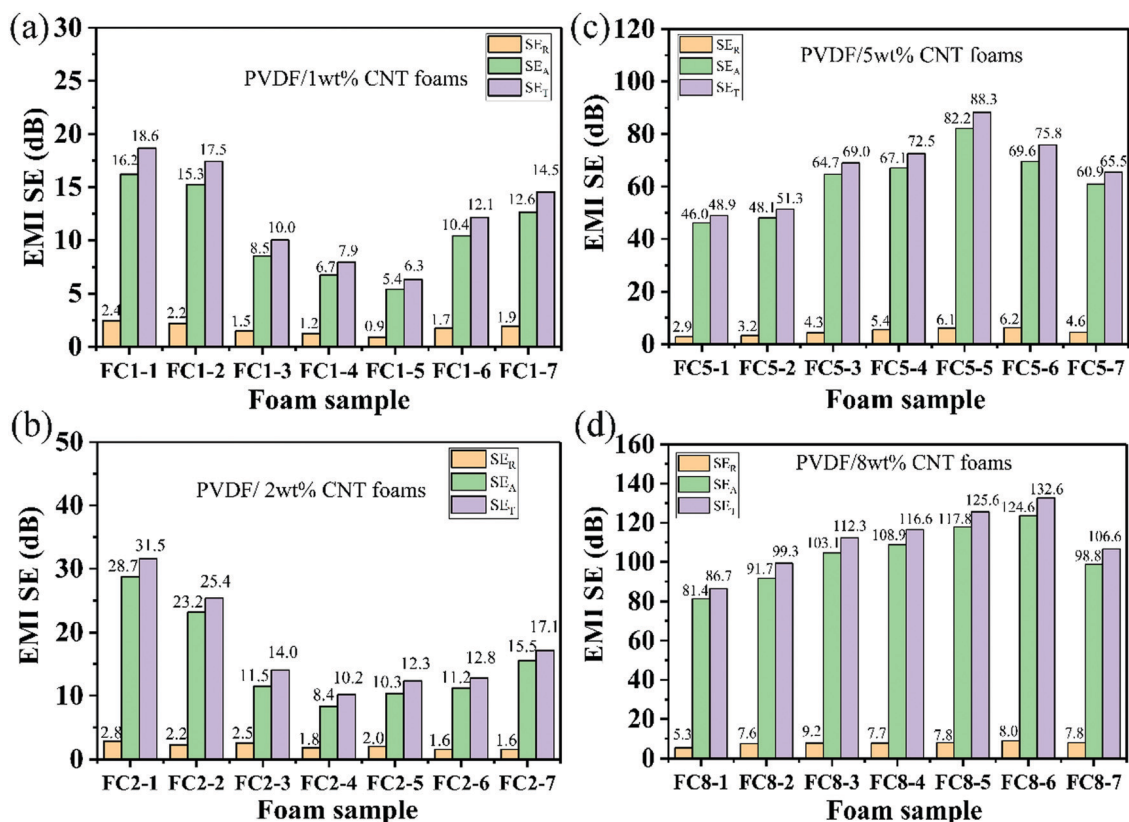 (a)
30
25
20
15
10
5
0
EMI SE (dB)
PVDF/1wt% CNT foams
SE_R
SE_A
SE_T
2.4 16.2 18.6
2.2 15.3 17.5
1.5 8.5 10.0
1.2 6.7 7.9
0.9 5.4 6.3
1.7 10.4 12.1
1.9 12.6 14.5
FC1-1 FC1-2 FC1-3 FC1-4 FC1-5 FC1-6 FC1-7
Foam sample
(c)
120
100
80
60
40
20
0
EMI SE (dB)
PVDF/5wt% CNT foams
SE_R
SE_A
SE_T
2.9 46.0 48.9
3.2 48.1 51.3
4.3 64.7 69.0
5.4 67.1 72.5
6.1 82.2 88.3
6.2 69.6 75.8
4.6 60.9 65.5
FC5-1 FC5-2 FC5-3 FC5-4 FC5-5 FC5-6 FC5-7
Foam sample
(b)
50
40
30
20
10
0
EMI SE (dB)
PVDF/ 2wt% CNT foams
SE_R
SE_A
SE_T
2.8 28.7 31.5
2.2 23.2 25.4
2.5 11.5 14.0
1.8 8.4 10.2
2.0 10.3 12.3
1.6 11.2 12.8
1.6 15.5 17.1
FC2-1 FC2-2 FC2-3 FC2-4 FC2-5 FC2-6 FC2-7
Foam sample
(d)
160
140
120
100
80
60
40
20
0
EMI SE (dB)
PVDF/8wt% CNT foams
SE_R
SE_A
SE_T
5.3 81.4 86.7
7.6 91.7 99.3
9.2 103.1 112.3
7.7 108.9 116.6
7.8 117.8 125.6
8.0 124.6 132.6
7.8 98.8 106.6
FC8-1 FC8-2 FC8-3 FC8-4 FC8-5 FC8-6 FC8-7
Foam sample